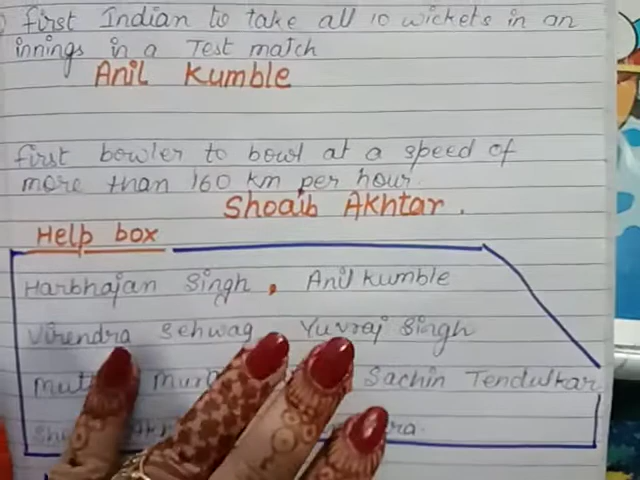 first Indian to take all 10 wickets in an
innings in a Test match
Anil Kumble
first bowler to bowl at a speed of
more than 160 km per hour.
Shoaib Akhtar.
Help box
Harbhajan Singh, Anil Kumble
Virendra Sehwag Yuvraj Singh
Sachin Tendulkar